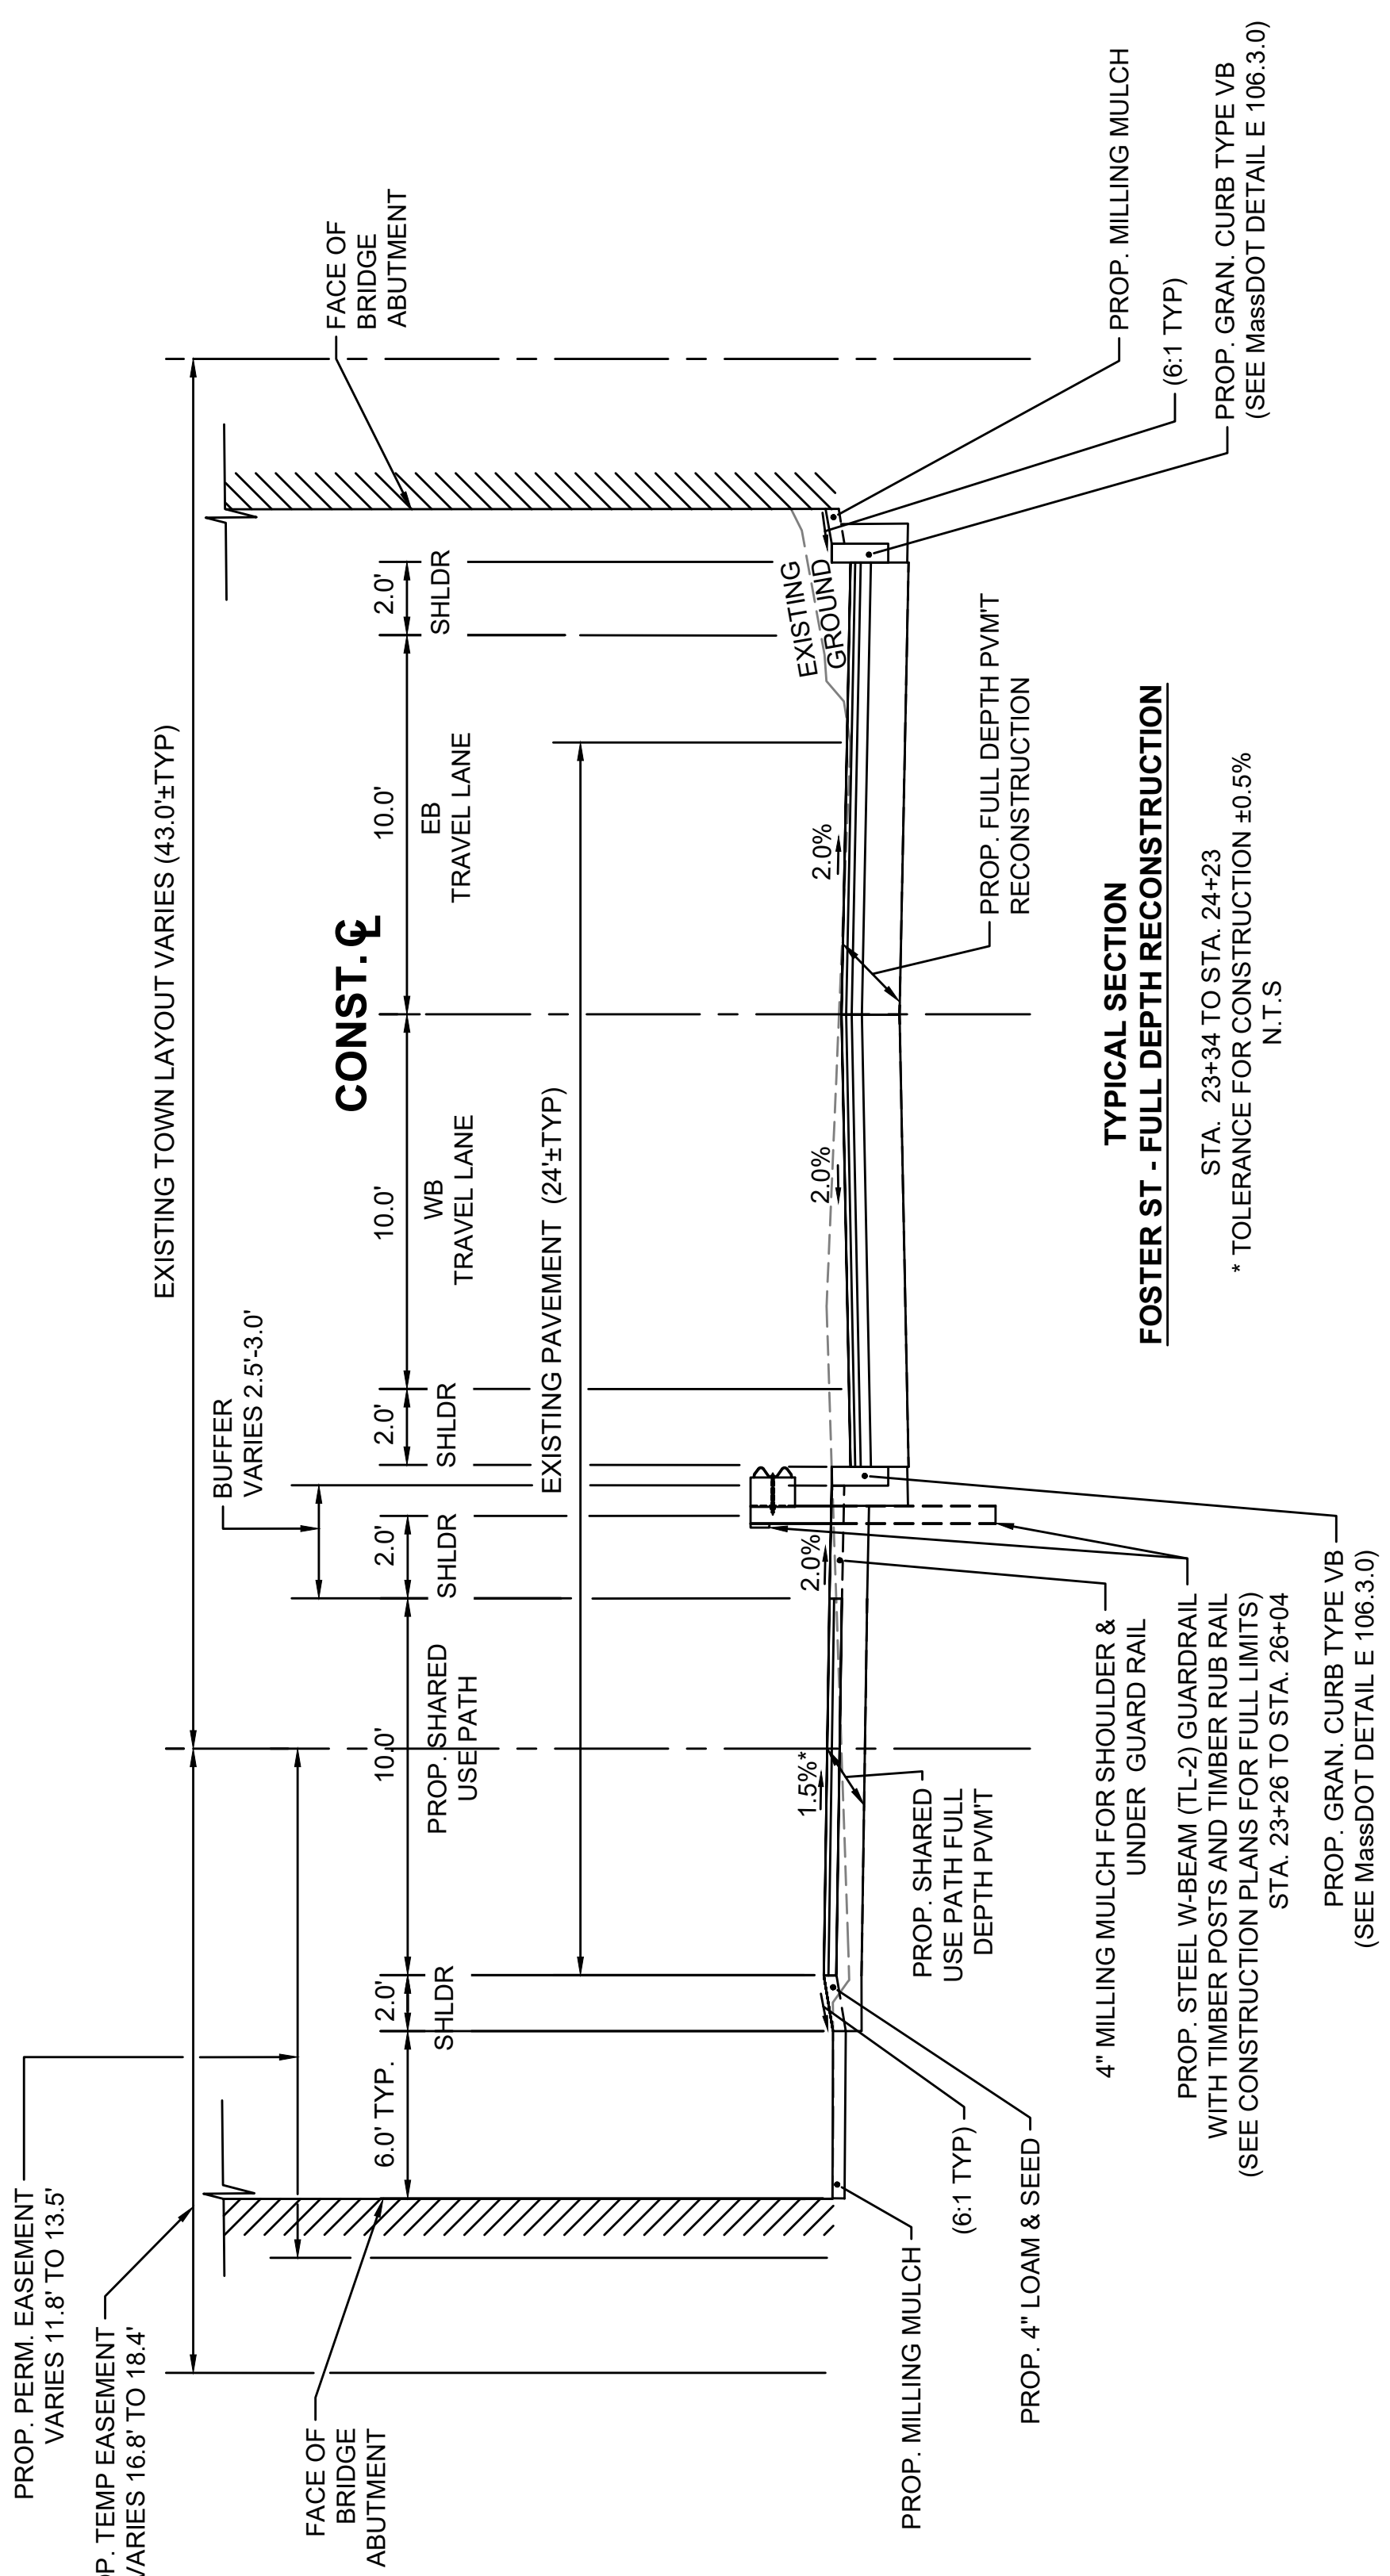 PROP. PERM. EASEMENT
VARIES 11.8' TO 13.5'
P. TEMP EASEMENT
VARIES 16.8' TO 18.4'
EXISTING TOWN LAYOUT VARIES (43.0'±TYP)
BUFFER
VARIES 2.5'-3.0'
FACE OF
BRIDGE
ABUTMENT
FACE OF
BRIDGE
ABUTMENT
CONST. ℄
6.0' TYP.
2.0'
SHLDR
10.0'
PROP. SHARED
USE PATH
2.0'
SHLDR
2.0'
SHLDR
10.0'
WB
TRAVEL LANE
10.0'
EB
TRAVEL LANE
2.0'
SHLDR
EXISTING PAVEMENT (24'±TYP)
1.5%*
2.0%
2.0%
2.0%
EXISTING
GROUND
PROP. MILLING MULCH
(6:1 TYP)
PROP. 4" LOAM & SEED
PROP. SHARED
USE PATH FULL
DEPTH PVM'T
4" MILLING MULCH FOR SHOULDER &
UNDER GUARD RAIL
PROP. STEEL W-BEAM (TL-2) GUARDRAIL
WITH TIMBER POSTS AND TIMBER RUB RAIL
(SEE CONSTRUCTION PLANS FOR FULL LIMITS)
STA. 23+26 TO STA. 26+04
PROP. GRAN. CURB TYPE VB
(SEE MassDOT DETAIL E 106.3.0)
PROP. FULL DEPTH PVM'T
RECONSTRUCTION
PROP. MILLING MULCH
(6:1 TYP)
PROP. GRAN. CURB TYPE VB
(SEE MassDOT DETAIL E 106.3.0)
TYPICAL SECTION
FOSTER ST - FULL DEPTH RECONSTRUCTION
STA. 23+34 TO STA. 24+23
* TOLERANCE FOR CONSTRUCTION ±0.5%
N.T.S